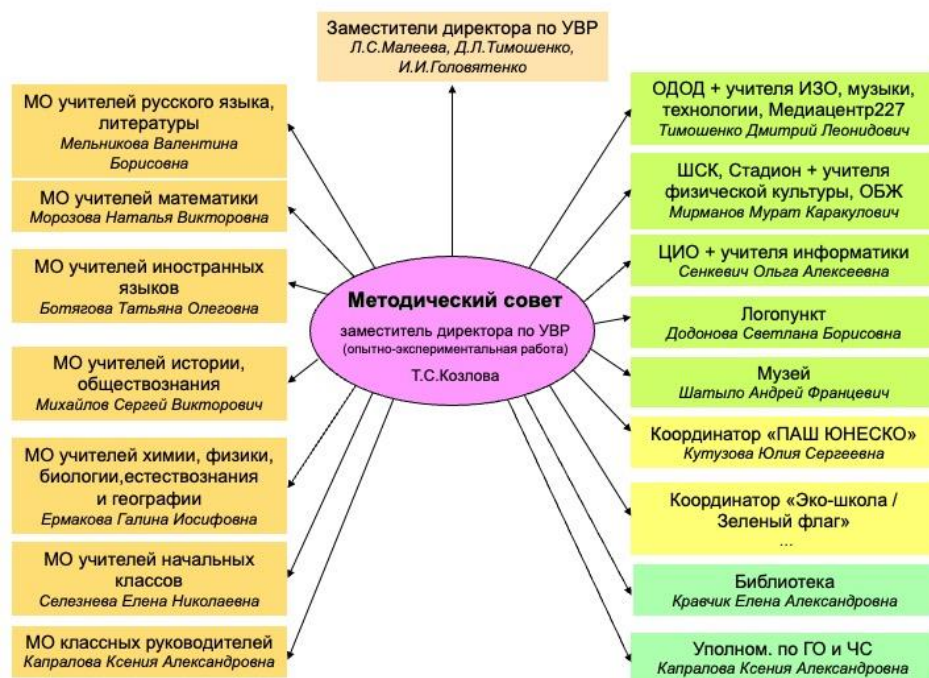 Заместители директора по УВР
Л.С.Малеева, Д.Л.Тимошенко,
И.И.Головятенко
МО учителей русского языка,
литературы
Мельникова Валентина
Борисовна
МО учителей математики
Морозова Наталья Викторовна
МО учителей иностранных
языков
Ботягова Татьяна Олеговна
МО учителей истории,
обществознания
Михайлов Сергей Викторович
МО учителей химии, физики,
биологии,естествознания
и географии
Ермакова Галина Иосифовна
МО учителей начальных
классов
Селезнева Елена Николаевна
МО классных руководителей
Капралова Ксения Александровна
Методический совет
заместитель директора по УВР
(опытно-экспериментальная работа)
Т.С.Козлова
ОДОД + учителя ИЗО, музыки,
технологии, Медиацентр227
Тимошенко Дмитрий Леонидович
ШСК, Стадион + учителя
физической культуры, ОБЖ
Мирманов Мурат Каракулович
ЦИО + учителя информатики
Сенкевич Ольга Алексеевна
Логопункт
Додонова Светлана Борисовна
Музей
Шатыло Андрей Францевич
Координатор «ПАШ ЮНЕСКО»
Кутузова Юлия Сергеевна
Координатор «Эко-школа /
Зеленый флаг»
...
Библиотека
Кравчик Елена Александровна
Уполном. по ГО и ЧС
Капралова Ксения Александровна